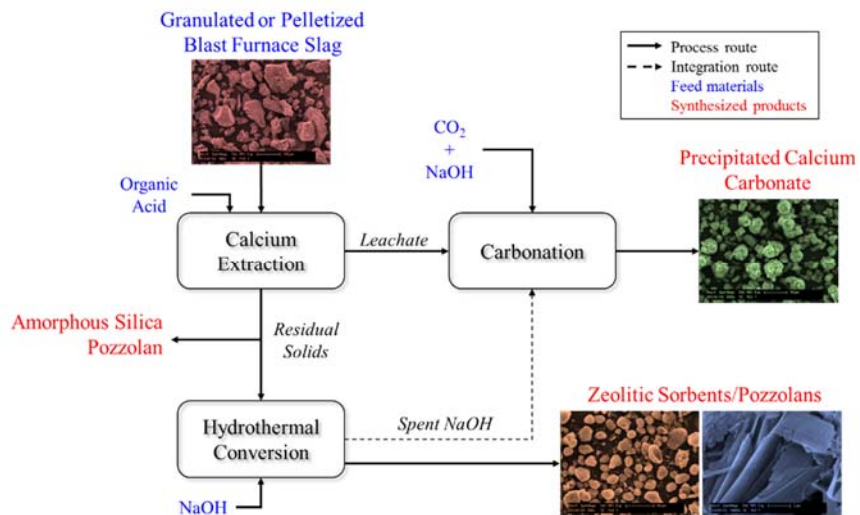 Granulated or Pelletized
Blast Furnace Slag
Process route
Integration route
Feed materials
Synthesized products
CO2
+
NaOH
Organic
Acid
Precipitated Calcium
Carbonate
Calcium
Extraction
Leachate
Carbonation
Amorphous Silica
Pozzolan
Residual
Solids
Zeolitic Sorbents/Pozzolans
Hydrothermal
Conversion
Spent NaOH
NaOH